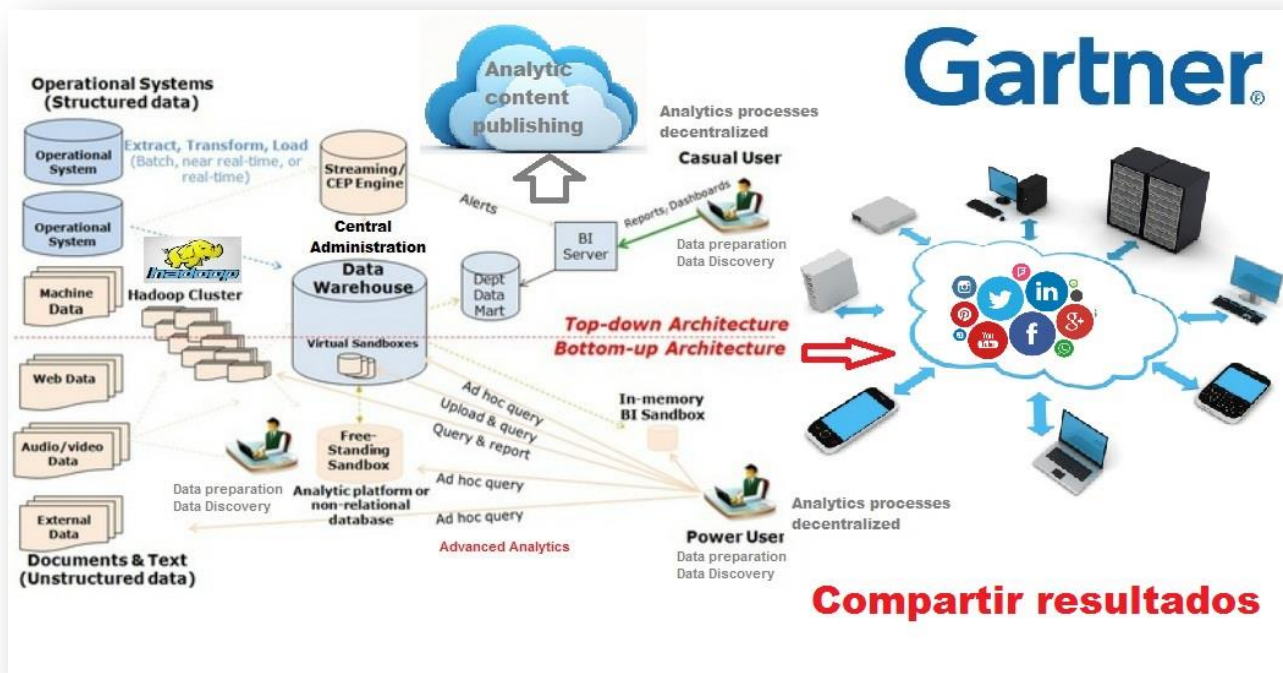 Operational Systems
(Structured data)
Operational
System
Extract, Transform, Load
(Batch, near real-time, or
real-time)
Streaming/
CEP Engine
Analytic
content
publishing
Gartner®
Analytics processes
decentralized
Casual User
Alerts
Reports, Dashboards
Operational
System
Central
Administration
BI
Server
Data preparation
Data Discovery
hadoop
Hadoop Cluster
Data
Warehouse
Dept
Data
Mart
Machine
Data
Top-down Architecture
Bottom-up Architecture
Virtual Sandboxes
Web Data
Ad hoc query
Upload & query
Query & report
In-memory
BI Sandbox
Audio/video
Data
Free-
Standing
Sandbox
Data preparation
Data Discovery
Analytic platform or
non-relational
database
Ad hoc query
Ad hoc query
External
Data
Analytics processes
decentralized
Power User
Data preparation
Data Discovery
Advanced Analytics
Documents & Text
(Unstructured data)
in
f
g+
You
Tube
Compartir resultados